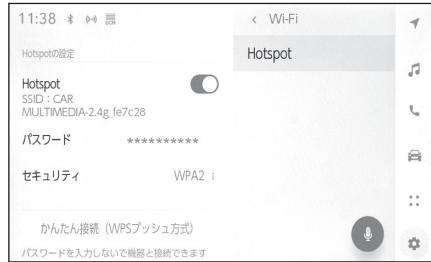 11:38
Wi-Fi
Hotspotの設定
Hotspot
Hotspot
SSID：CAR
MULTIMEDIA-2.4g_fe7c28
パスワード **********
セキュリティ WPA2
かんたん接続（WPSプッシュ方式）
パスワードを入力しないで機器と接続できます